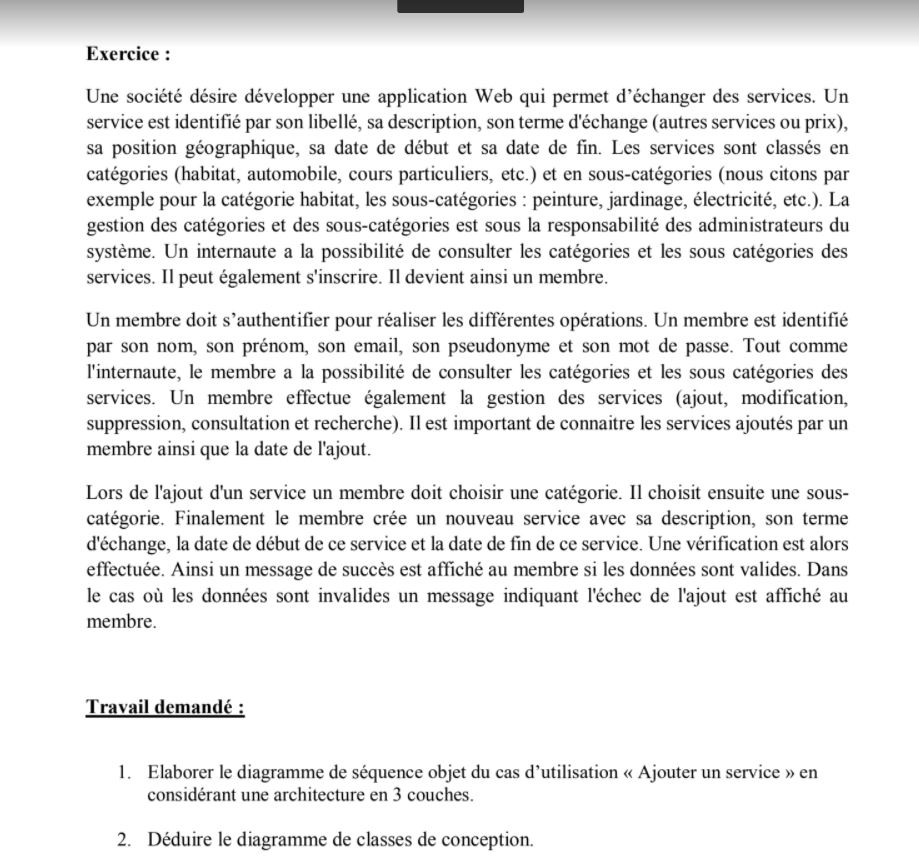 Exercice :
Une société désire développer une application Web qui permet d’échanger des services. Un
service est identifié par son libellé, sa description, son terme d'échange (autres services ou prix),
sa position géographique, sa date de début et sa date de fin. Les services sont classés en
catégories (habitat, automobile, cours particuliers, etc.) et en sous-catégories (nous citons par
exemple pour la catégorie habitat, les sous-catégories : peinture, jardinage, électricité, etc.). La
gestion des catégories et des sous-catégories est sous la responsabilité des administrateurs du
système. Un internaute a la possibilité de consulter les catégories et les sous catégories des
services. Il peut également s'inscrire. Il devient ainsi un membre.
Un membre doit s’authentifier pour réaliser les différentes opérations. Un membre est identifié
par son nom, son prénom, son email, son pseudonyme et son mot de passe. Tout comme
l'internaute, le membre a la possibilité de consulter les catégories et les sous catégories des
services. Un membre effectue également la gestion des services (ajout, modification,
suppression, consultation et recherche). Il est important de connaitre les services ajoutés par un
membre ainsi que la date de l'ajout.
Lors de l'ajout d'un service un membre doit choisir une catégorie. Il choisit ensuite une sous-
catégorie. Finalement le membre crée un nouveau service avec sa description, son terme
d'échange, la date de début de ce service et la date de fin de ce service. Une vérification est alors
effectuée. Ainsi un message de succès est affiché au membre si les données sont valides. Dans
le cas où les données sont invalides un message indiquant l'échec de l'ajout est affiché au
membre.
Travail demandé :
1. Elaborer le diagramme de séquence objet du cas d’utilisation « Ajouter un service » en
considérant une architecture en 3 couches.
2. Déduire le diagramme de classes de conception.